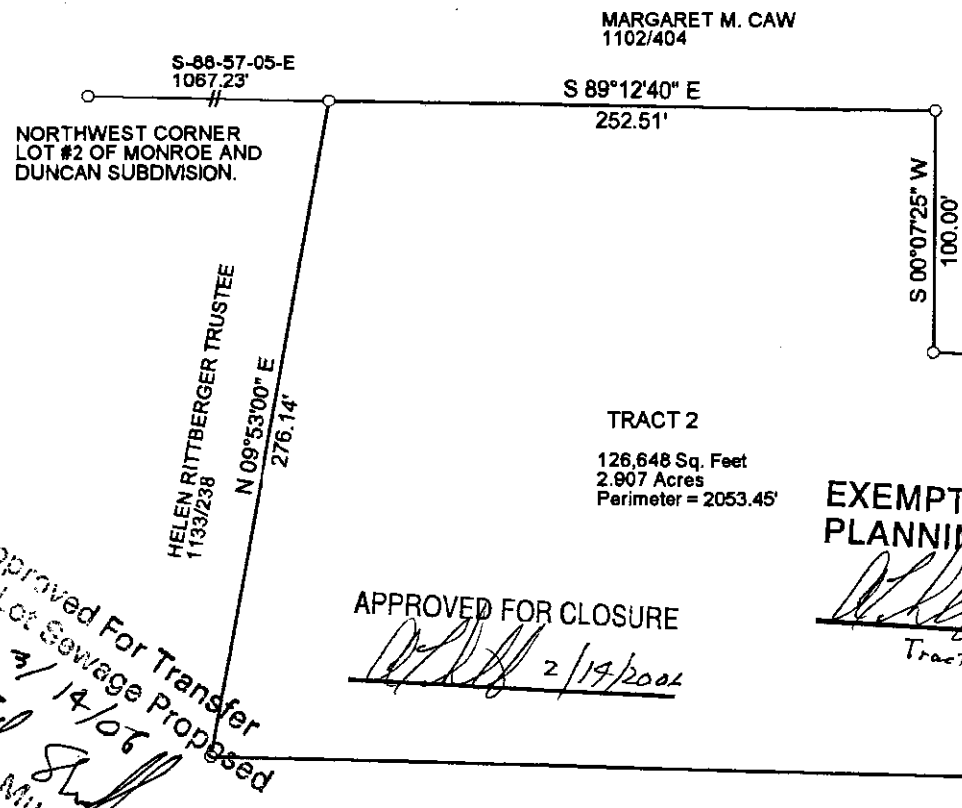 MARGARET M. CAW
1102/404
S-88-57-05-E
1067.23'
S 89°12'40" E
252.51'
NORTHWEST CORNER
LOT #2 OF MONROE AND
DUNCAN SUBDIVISION.
S 00°07'25" W
100.00'
HELEN RITTBERGER TRUSTEE
1133/238
N 09°53'00" E
276.14'
TRACT 2
126,648 Sq. Feet
2.907 Acres
Perimeter = 2053.45'
EXEMPT
PLANNIN
Tract
APPROVED FOR CLOSURE
2/14/2006
pproved For Transfer
Lot Sewage Proposed
3/14/06